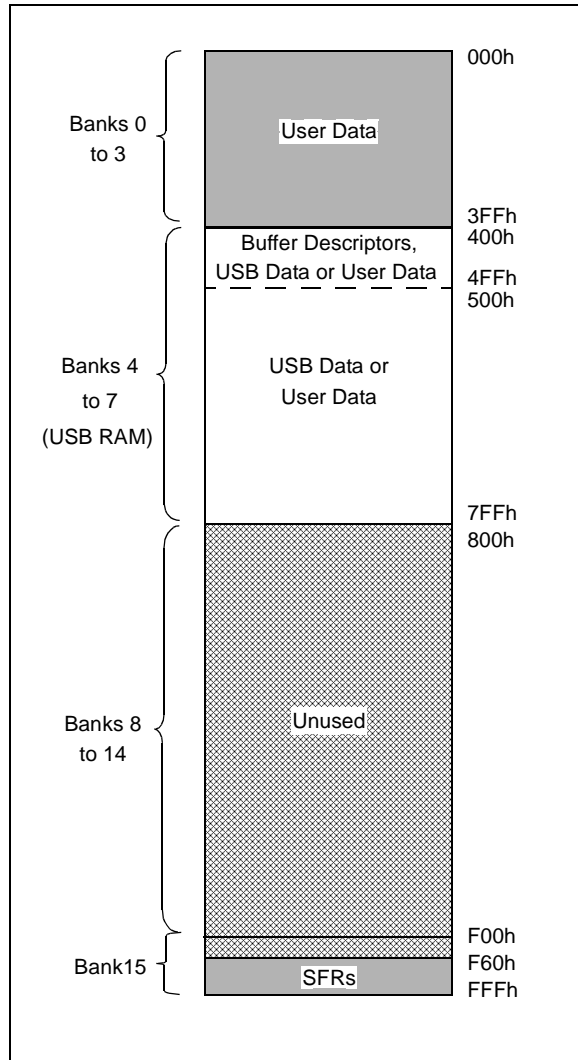 000h
Banks 0
to 3
User Data
3FFh
400h
Buffer Descriptors,
USB Data or User Data
4FFh
500h
Banks 4
to 7
(USB RAM)
USB Data or
User Data
7FFh
800h
Banks 8
to 14
Unused
F00h
Bank15
F60h
SFRs
FFFh